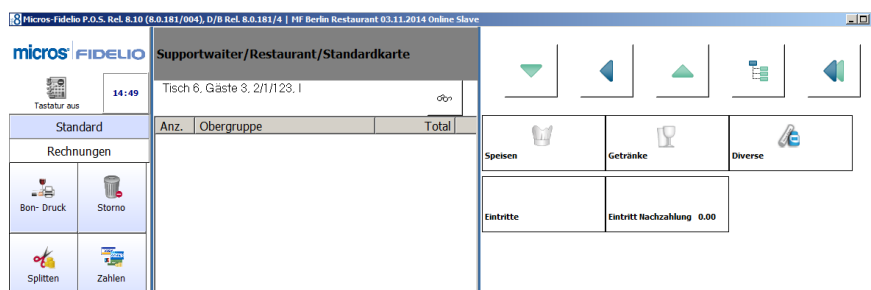 Micros-Fidelio P.O.S. Rel. 8.10 (8.0.181/004), D/B Rel. 8.0.181/4 | MF Berlin Restaurant 03.11.2014 Online Slave
micros FIDELIO
Tastatur aus
14:49
Standard
Rechnungen
Bon- Druck
Storno
Splitten
Zahlen
Supportwaiter/Restaurant/Standardkarte
Tisch 6, Gäste 3, 2/1/123, I
Anz. Obergruppe Total
Speisen
Getränke
Diverse
Eintritte
Eintritt Nachzahlung 0.00